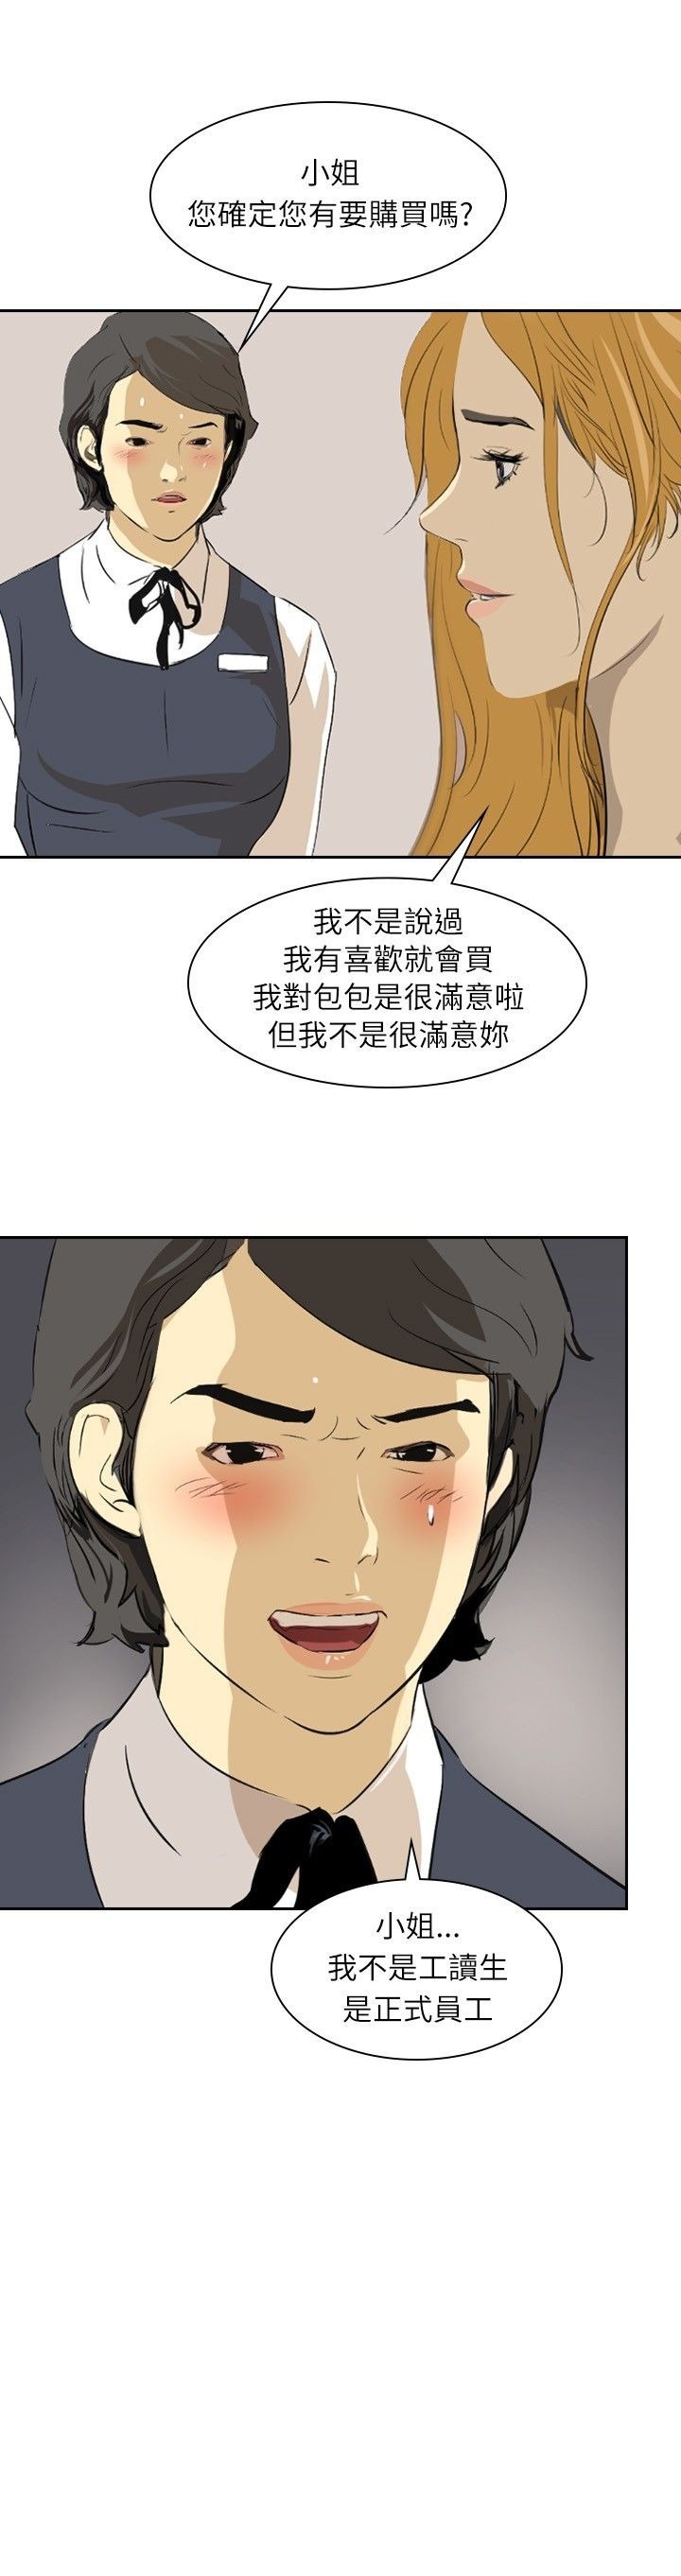 小姐
您確定您有要購買嗎?
我不是說過
我有喜歡就會買
我對包包是很滿意啦
但我不是很滿意妳
小姐...
我不是工讀生
是正式員工